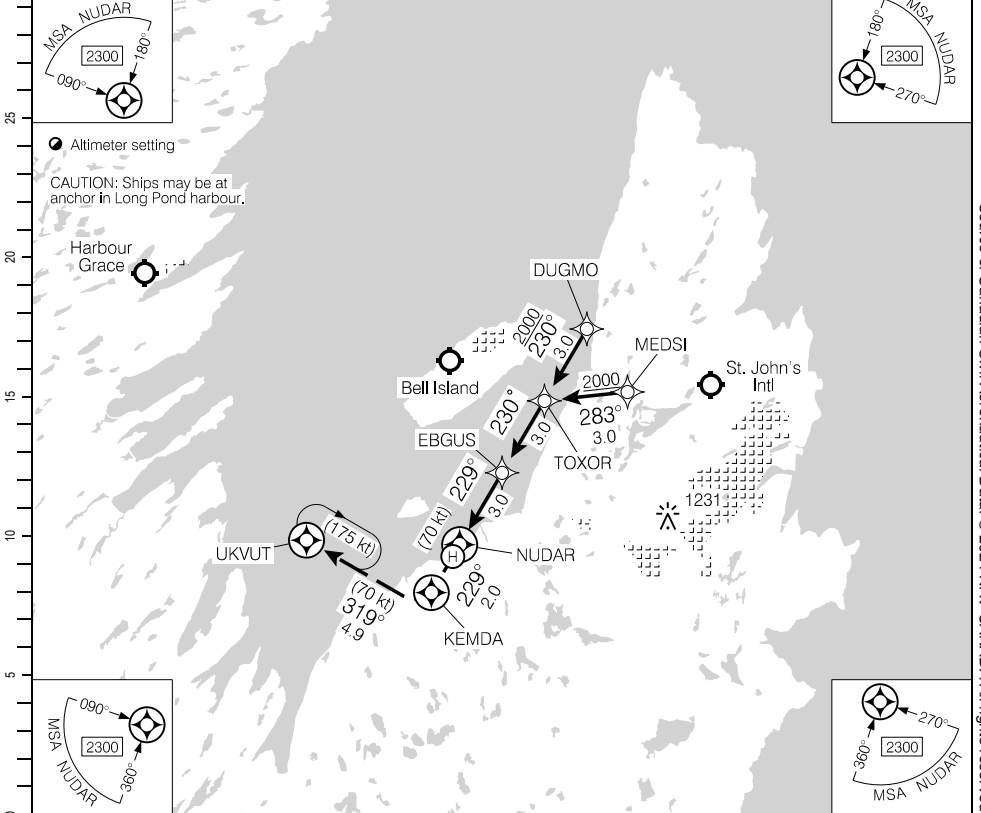 MSA NUDAR
2300
180°
090°
MSA NUDAR
180°
2300
270°
25
20
15
10
5
Altimeter setting
CAUTION: Ships may be at
anchor in Long Pond harbour.
Harbour
Grace
DUGMO
2000
230°
3.0
MEDSI
Bell Island
2000
283°
3.0
St. John's
Intl
230°
3.0
TOXOR
EBGUS
229°
(70 kt)
3.0
1231
(175 kt)
UKVUT
H
NUDAR
(70 kt)
319°
4.9
229°
2.0
KEMDA
090°
2300
360°
MSA NUDAR
270°
2300
360°
MSA NUDAR